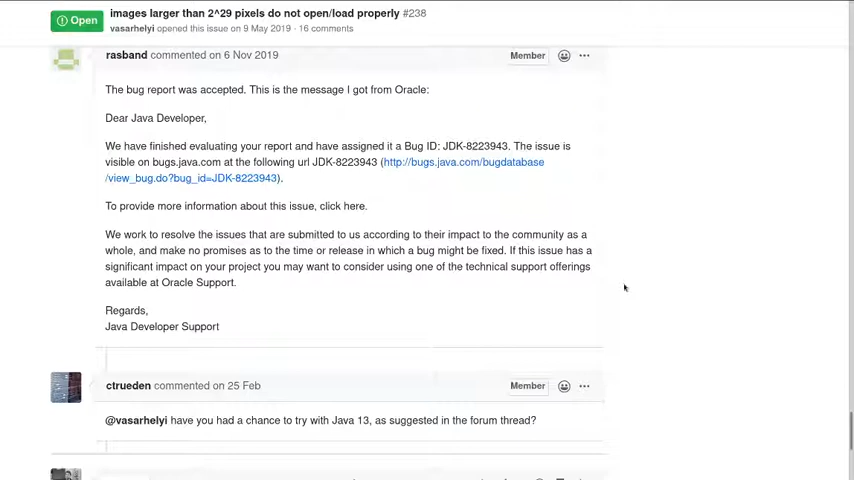 Open
images larger than 2^29 pixels do not open/load properly #238
vasarhelyi opened this issue on 9 May 2019 · 16 comments
rasband commented on 6 Nov 2019
Member
The bug report was accepted. This is the message I got from Oracle:
Dear Java Developer,
We have finished evaluating your report and have assigned it a Bug ID: JDK-8223943. The issue is
visible on bugs.java.com at the following url JDK-8223943 (http://bugs.java.com/bugdatabase
/view_bug.do?bug_id=JDK-8223943).
To provide more information about this issue, click here.
We work to resolve the issues that are submitted to us according to their impact to the community as a
whole, and make no promises as to the time or release in which a bug might be fixed. If this issue has a
significant impact on your project you may want to consider using one of the technical support offerings
available at Oracle Support.
Regards,
Java Developer Support
ctrueden commented on 25 Feb
Member
@vasarhelyi have you had a chance to try with Java 13, as suggested in the forum thread?